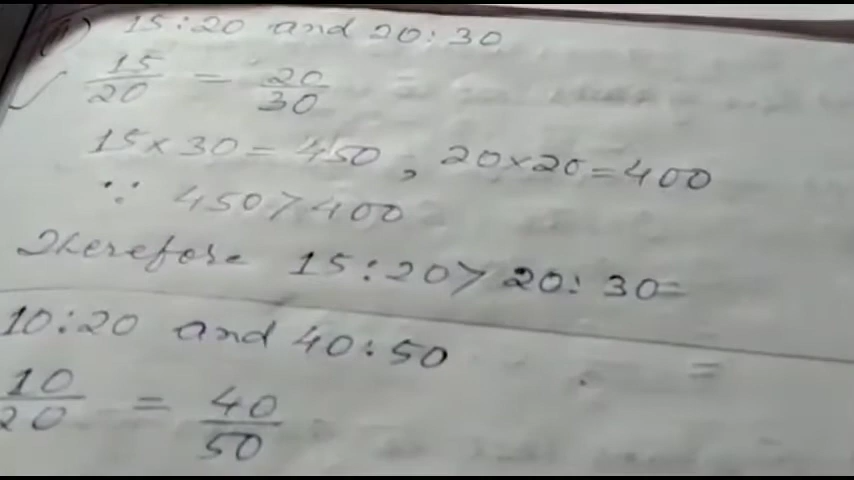 15:20 and 20:30
15/20 = 20/30
15×30=450, 20×20=400
∵ 450>400
Therefore 15:20> 20:30=
10:20 and 40:50 =
10/20 = 40/50